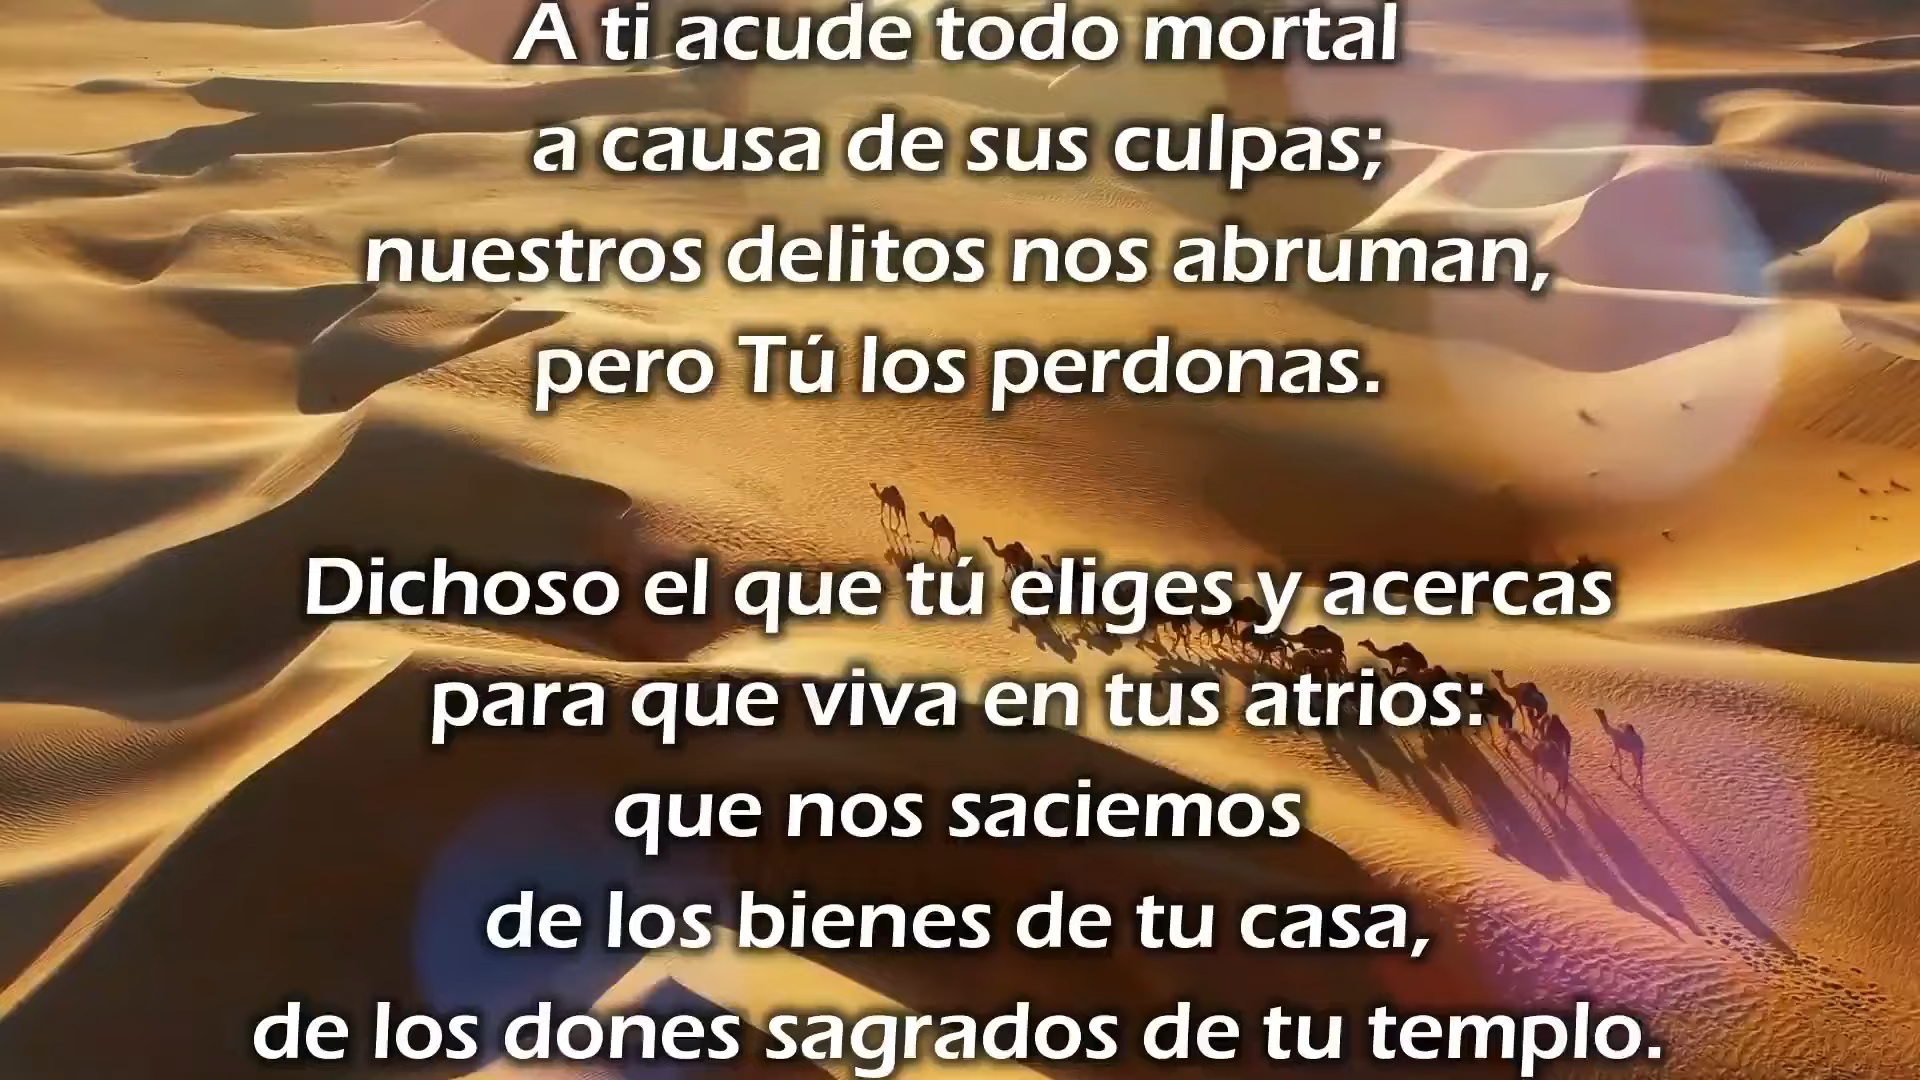 A ti acude todo mortal
a causa de sus culpas;
nuestros delitos nos abruman,
pero Tú los perdonas.
Dichoso el que tú eliges y acercas
para que viva en tus atrios:
que nos saciemos
de los bienes de tu casa,
de los dones sagrados de tu templo.